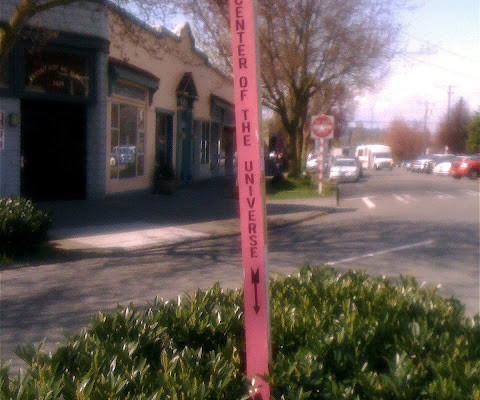 CENTER OF THE UNIVERSE